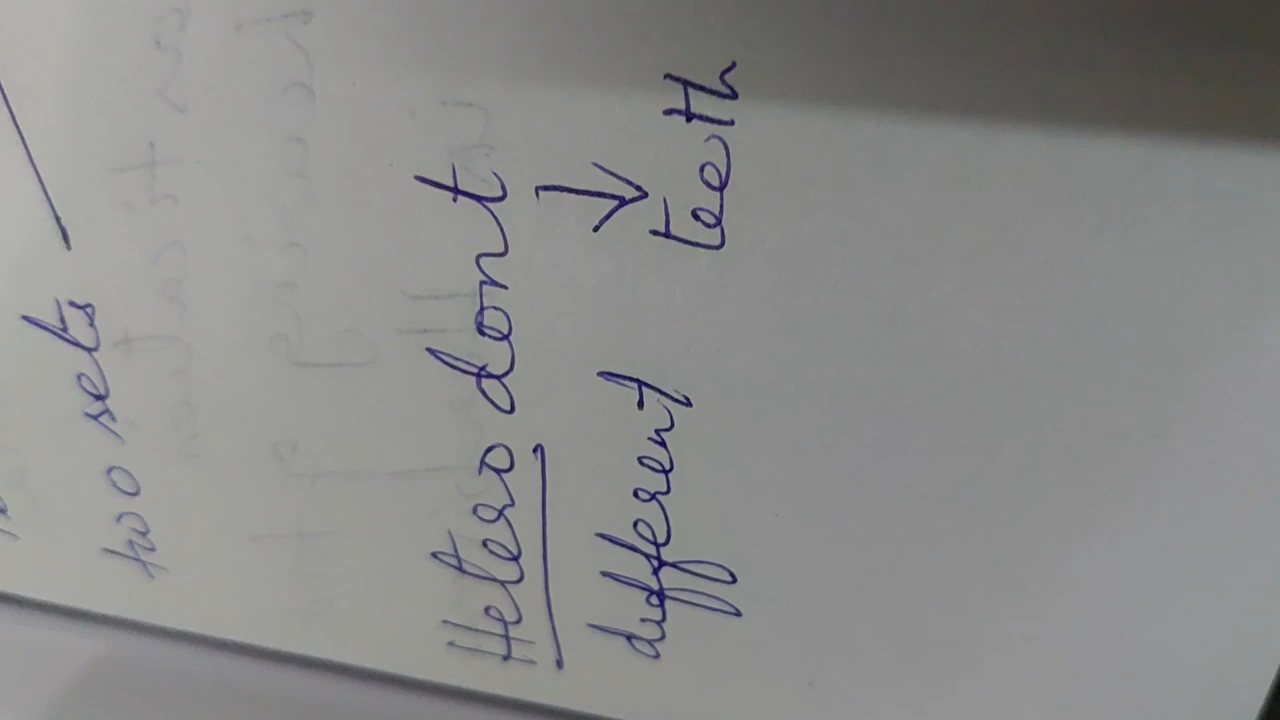 two sets
Hetero dont
↓
different teeth